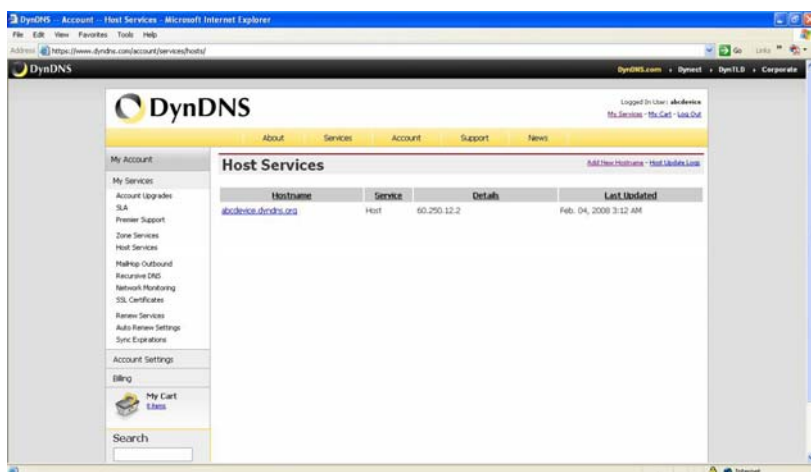 DynDNS -- Account -- Host Services - Microsoft Internet Explorer
File Edit View Favorites Tools Help
Address https://www.dyndns.com/account/services/hosts/ Go Links
DynDNS DynDNS.com Dynect DynTLD Corporate
DynDNS
Logged In User: abcdevice
My Services - My Cart - Log Out
About Services Account Support News
My Account
Host Services
Add New Hostname - Host Update Logs
My Services
Account Upgrades
SLA
Premier Support
Zone Services
Host Services
MailHop Outbound
Recursive DNS
Network Monitoring
SSL Certificates
Renew Services
Auto Renew Settings
Sync Expirations
Account Settings
Billing
My Cart
0 items
Search
Hostname Service Details Last Updated
abcdevice.dyndns.org Host 60.250.12.2 Feb. 04, 2008 3:12 AM
Internet